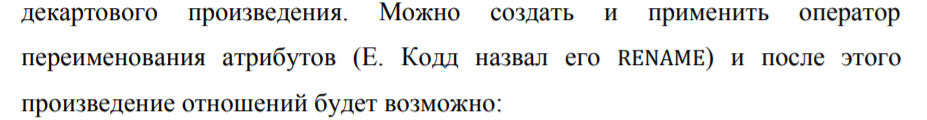 декартового произведения. Можно создать и применить оператор
переименования атрибутов (Е. Кодд назвал его RENAME) и после этого
произведение отношений будет возможно: